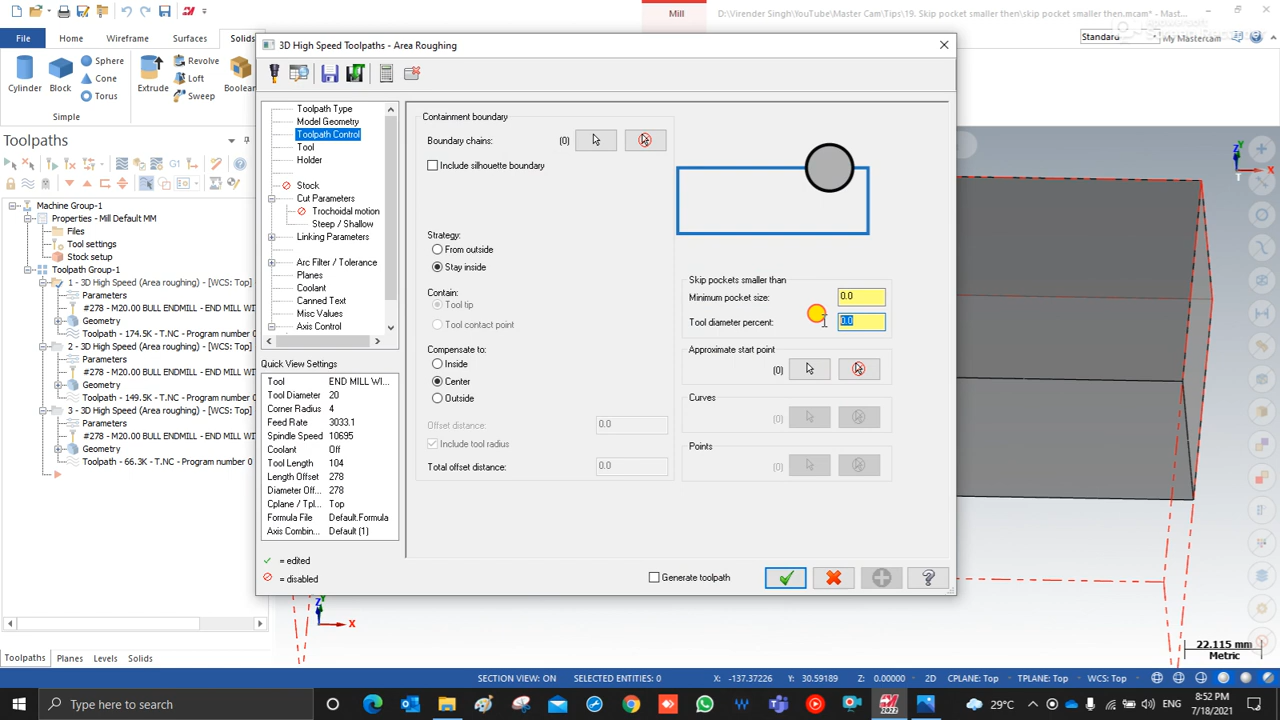 Mill
D:\Virender Singh\YouTube\Master Cam\Tips\19. Skip pocket smaller then\skip pocket smaller then.mcam* - Mast...
File
Home
Wireframe
Surfaces
Solids
Standard
My Mastercam
Cylinder
Block
Sphere
Cone
Torus
Extrude
Revolve
Loft
Sweep
Boolean
Simple
Toolpaths
G1
Machine Group-1
Properties - Mill Default MM
Files
Tool settings
Stock setup
Toolpath Group-1
1 - 3D High Speed (Area Roughing) - [WCS: Top]
Parameters
#278 - M20.00 BULL ENDMILL - END MILL WI
Geometry
Toolpath - 174.5K - T.NC - Program number 0
2 - 3D High Speed (Area Roughing) - [WCS: Top]
Parameters
#278 - M20.00 BULL ENDMILL - END MILL WI
Geometry
Toolpath - 149.5K - T.NC - Program number 0
3 - 3D High Speed (Area Roughing) - [WCS: Top]
Parameters
#278 - M20.00 BULL ENDMILL - END MILL WI
Geometry
Toolpath - 66.3K - T.NC - Program number 0
Toolpaths
Planes
Levels
Solids
3D High Speed Toolpaths - Area Roughing
Toolpath Type
Model Geometry
Toolpath Control
Tool
Holder
Stock
Cut Parameters
Trochoidal motion
Steep / Shallow
Linking Parameters
Arc Filter / Tolerance
Planes
Coolant
Canned Text
Misc Values
Axis Control
Quick View Settings
Tool END MILL WI...
Tool Diameter 20
Corner Radius 4
Feed Rate 3033.1
Spindle Speed 10695
Coolant Off
Tool Length 104
Length Offset 278
Diameter Off... 278
Cplane / Tpl... Top
Formula File Default.Formula
Axis Combin... Default (1)
= edited
= disabled
Containment boundary
Boundary chains: (0)
Include silhouette boundary
Strategy:
From outside
Stay inside
Contain:
Tool tip
Tool contact point
Compensate to:
Inside
Center
Outside
Offset distance: 0.0
Include tool radius
Total offset distance: 0.0
Skip pockets smaller than
Minimum pocket size: 0.0
Tool diameter percent: 0.0
Approximate start point
(0)
Curves
(0)
Points
(0)
Generate toolpath
Y
Z X
T
Z Y
X
22.115 mm
Metric
SECTION VIEW: ON SELECTED ENTITIES: 0 X: -137.37226 Y: 30.59189 Z: 0.00000 2D CPLANE: Top TPLANE: Top WCS: Top
Type here to search
29°C
ENG
8:52 PM
7/18/2021